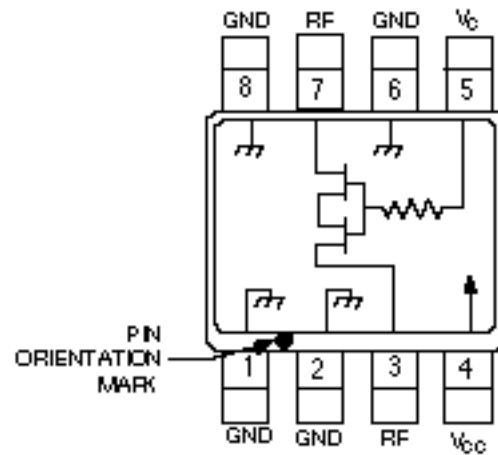 GND RF GND VC
8 7 6 5
PIN
ORIENTATION
MARK
1 2 3 4
GND GND RF VCC